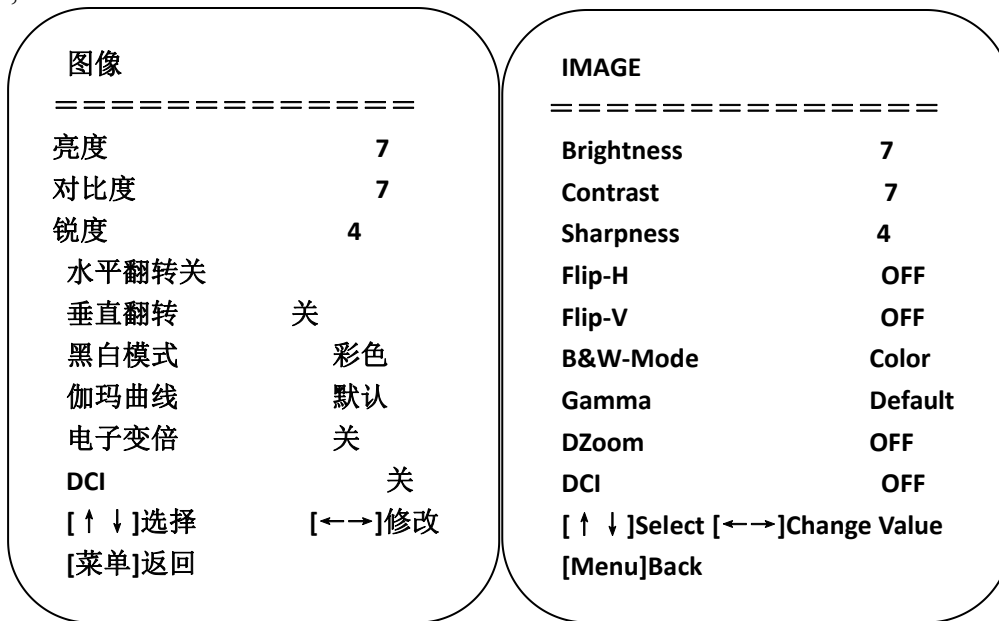 图像
==============
亮度 7
对比度 7
锐度 4
水平翻转关
垂直翻转 关
黑白模式 彩色
伽玛曲线 默认
电子变倍 关
DCI 关
[↑↓]选择 [←→]修改
[菜单]返回
IMAGE
==============
Brightness 7
Contrast 7
Sharpness 4
Flip-H OFF
Flip-V OFF
B&W-Mode Color
Gamma Default
DZoom OFF
DCI OFF
[↑↓]Select [←→]Change Value
[Menu]Back